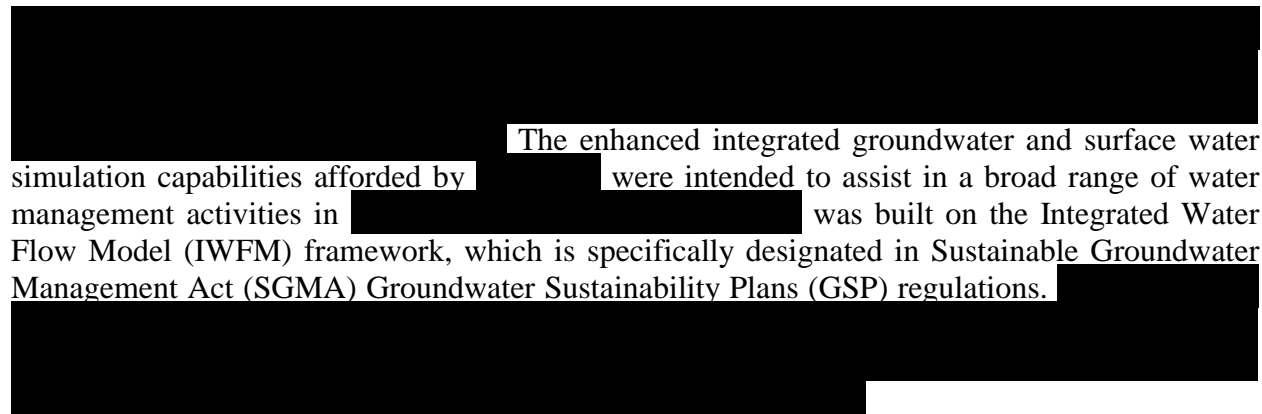 The enhanced integrated groundwater and surface water
simulation capabilities afforded by were intended to assist in a broad range of water
management activities in was built on the Integrated Water
Flow Model (IWFM) framework, which is specifically designated in Sustainable Groundwater
Management Act (SGMA) Groundwater Sustainability Plans (GSP) regulations.